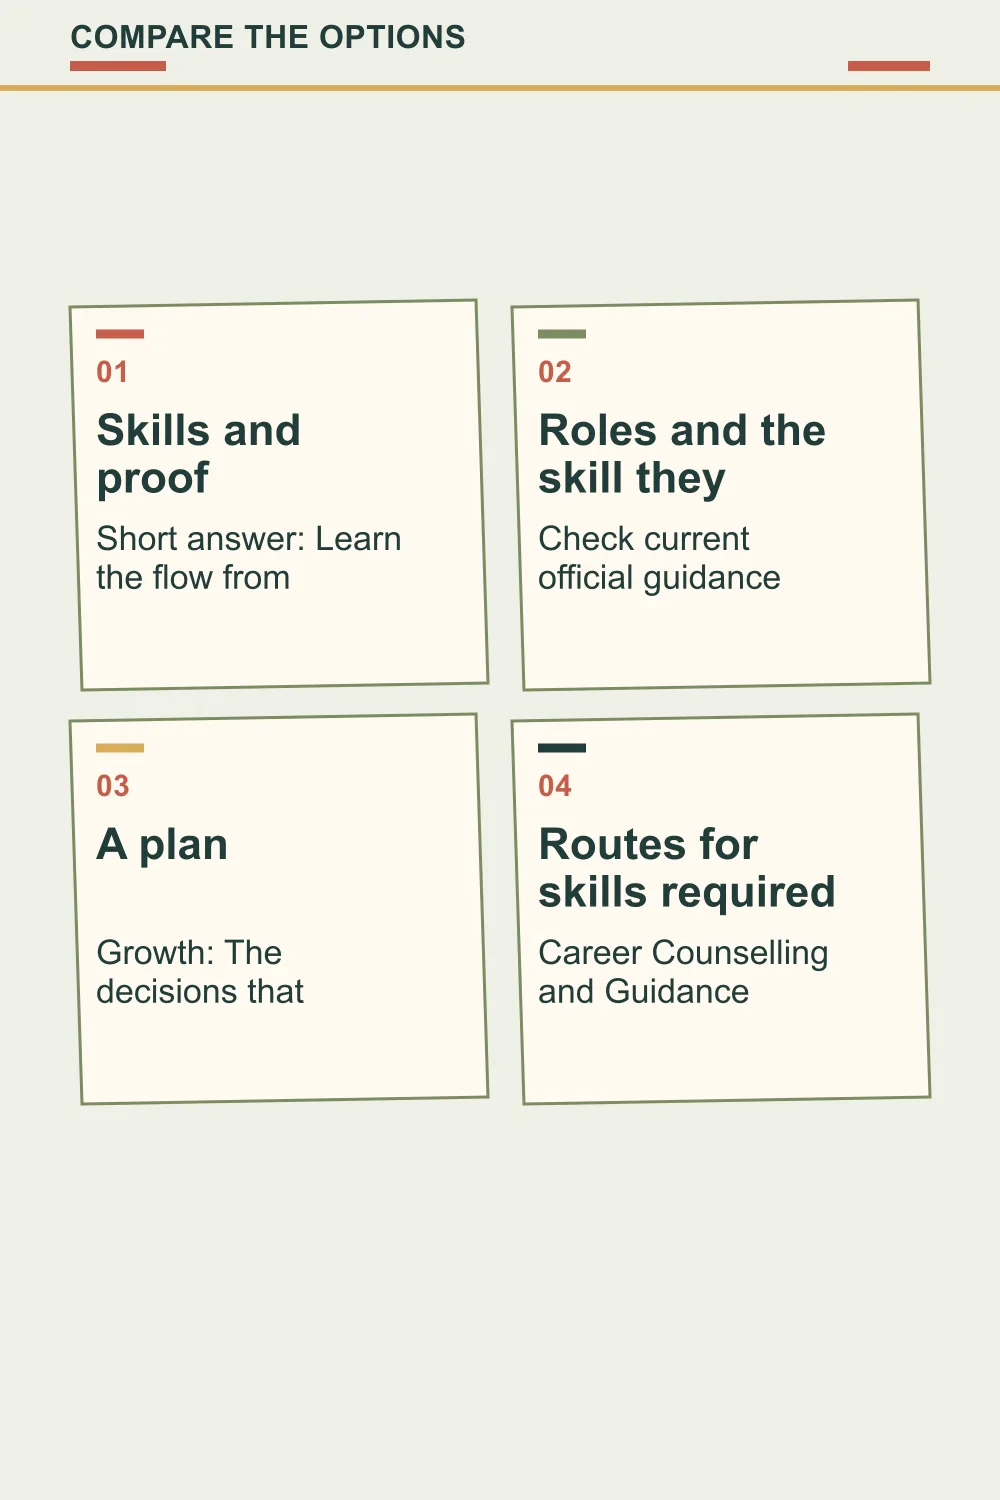 COMPARE THE OPTIONS
01
Skills and
proof
Short answer: Learn
the flow from
02
Roles and the
skill they
Check current
official guidance
03
A plan
Growth: The
decisions that
04
Routes for
skills required
Career Counselling
and Guidance